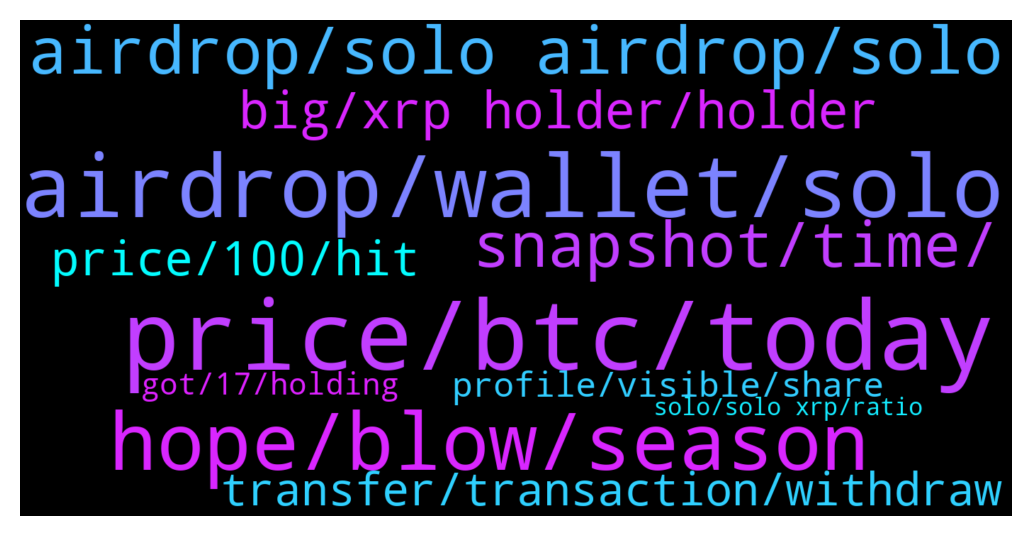 airdrop/solo airdrop/solo
big/xrp holder/holder
airdrop/wallet/solo
snapshot/time/
price/100/hit
price/btc/today
got/17/holding
profile/visible/share
solo/solo xrp/ratio
hope/blow/season
transfer/transaction/withdraw